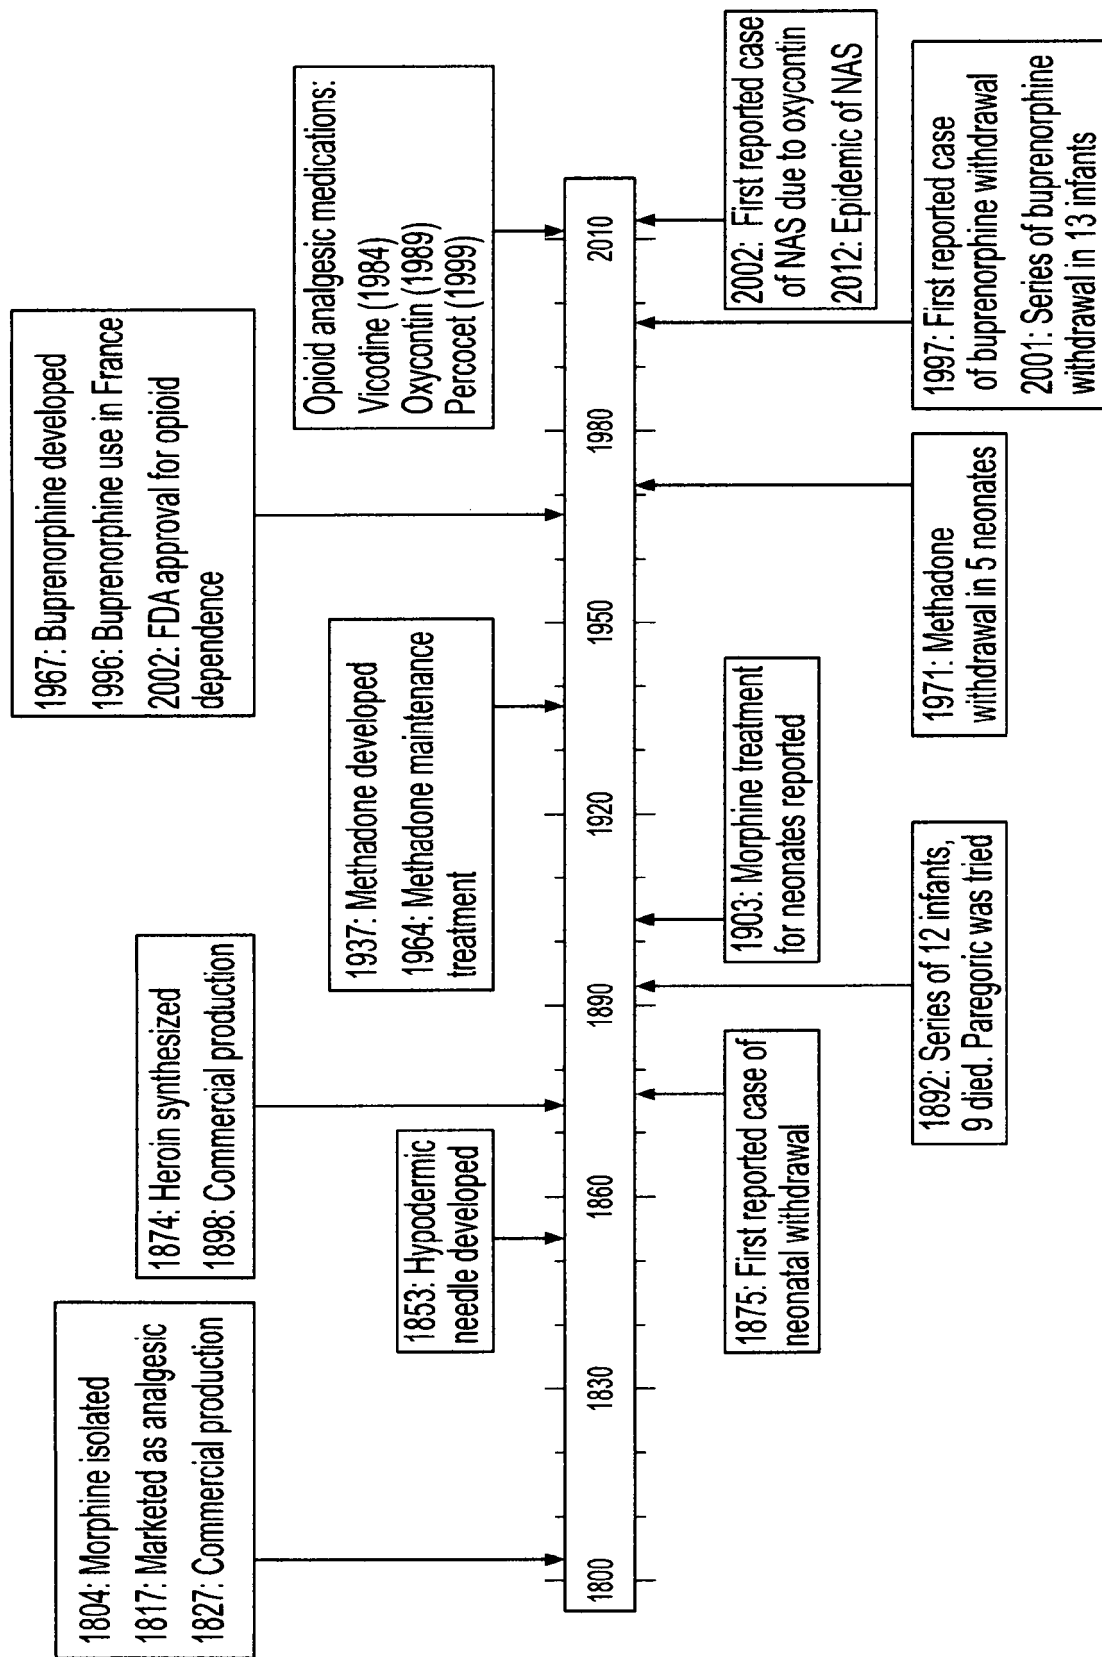 1804: Morphine isolated
1817: Marketed as analgesic
1827: Commercial production
1874: Heroin synthesized
1898: Commercial production
1853: Hypodermic
needle developed
1937: Methadone developed
1964: Methadone maintenance
treatment
1967: Buprenorphine developed
1996: Buprenorphine use in France
2002: FDA approval for opioid
dependence
Opioid analgesic medications:
Vicodine (1984)
Oxycontin (1989)
Percocet (1999)
1800
1830
1860
1890
1920
1950
1980
2010
1875: First reported case of
neonatal withdrawal
1892: Series of 12 infants,
9 died. Paregoric was tried
1903: Morphine treatment
for neonates reported
1971: Methadone
withdrawal in 5 neonates
1997: First reported case
of buprenorphine withdrawal
2001: Series of buprenorphine
withdrawal in 13 infants
2002: First reported case
of NAS due to oxycontin
2012: Epidemic of NAS